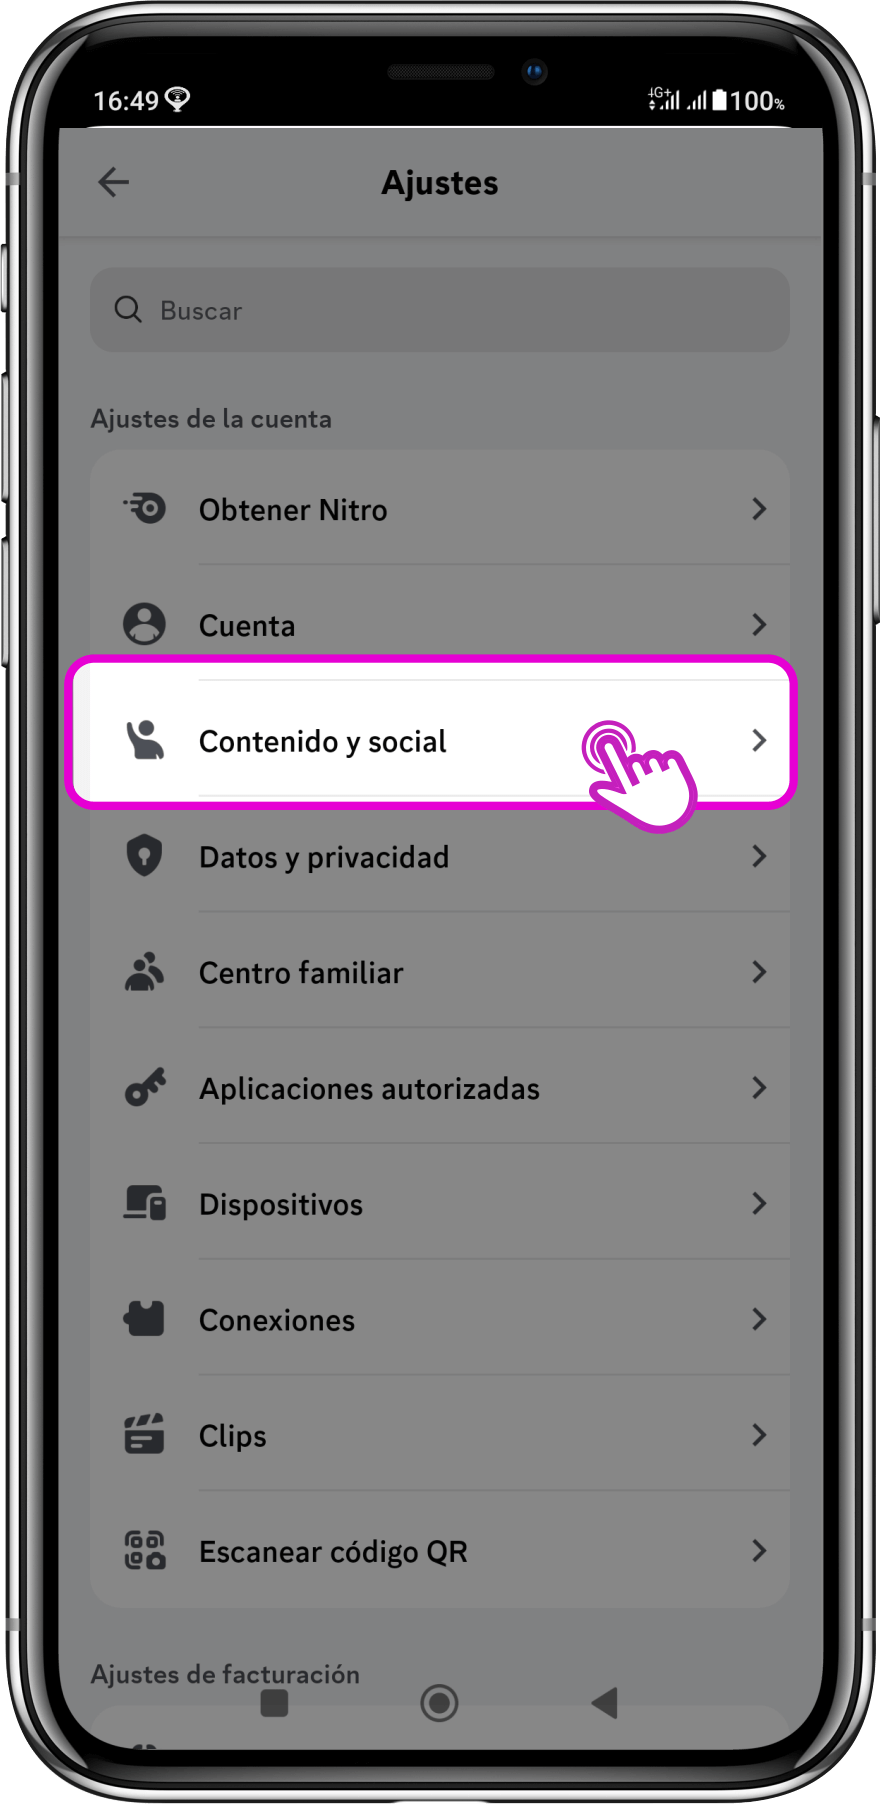 16:49 4G+ 100%
Ajustes
Buscar
Ajustes de la cuenta
Obtener Nitro
Cuenta
Contenido y social
Datos y privacidad
Centro familiar
Aplicaciones autorizadas
Dispositivos
Conexiones
Clips
Escanear código QR
Ajustes de facturación